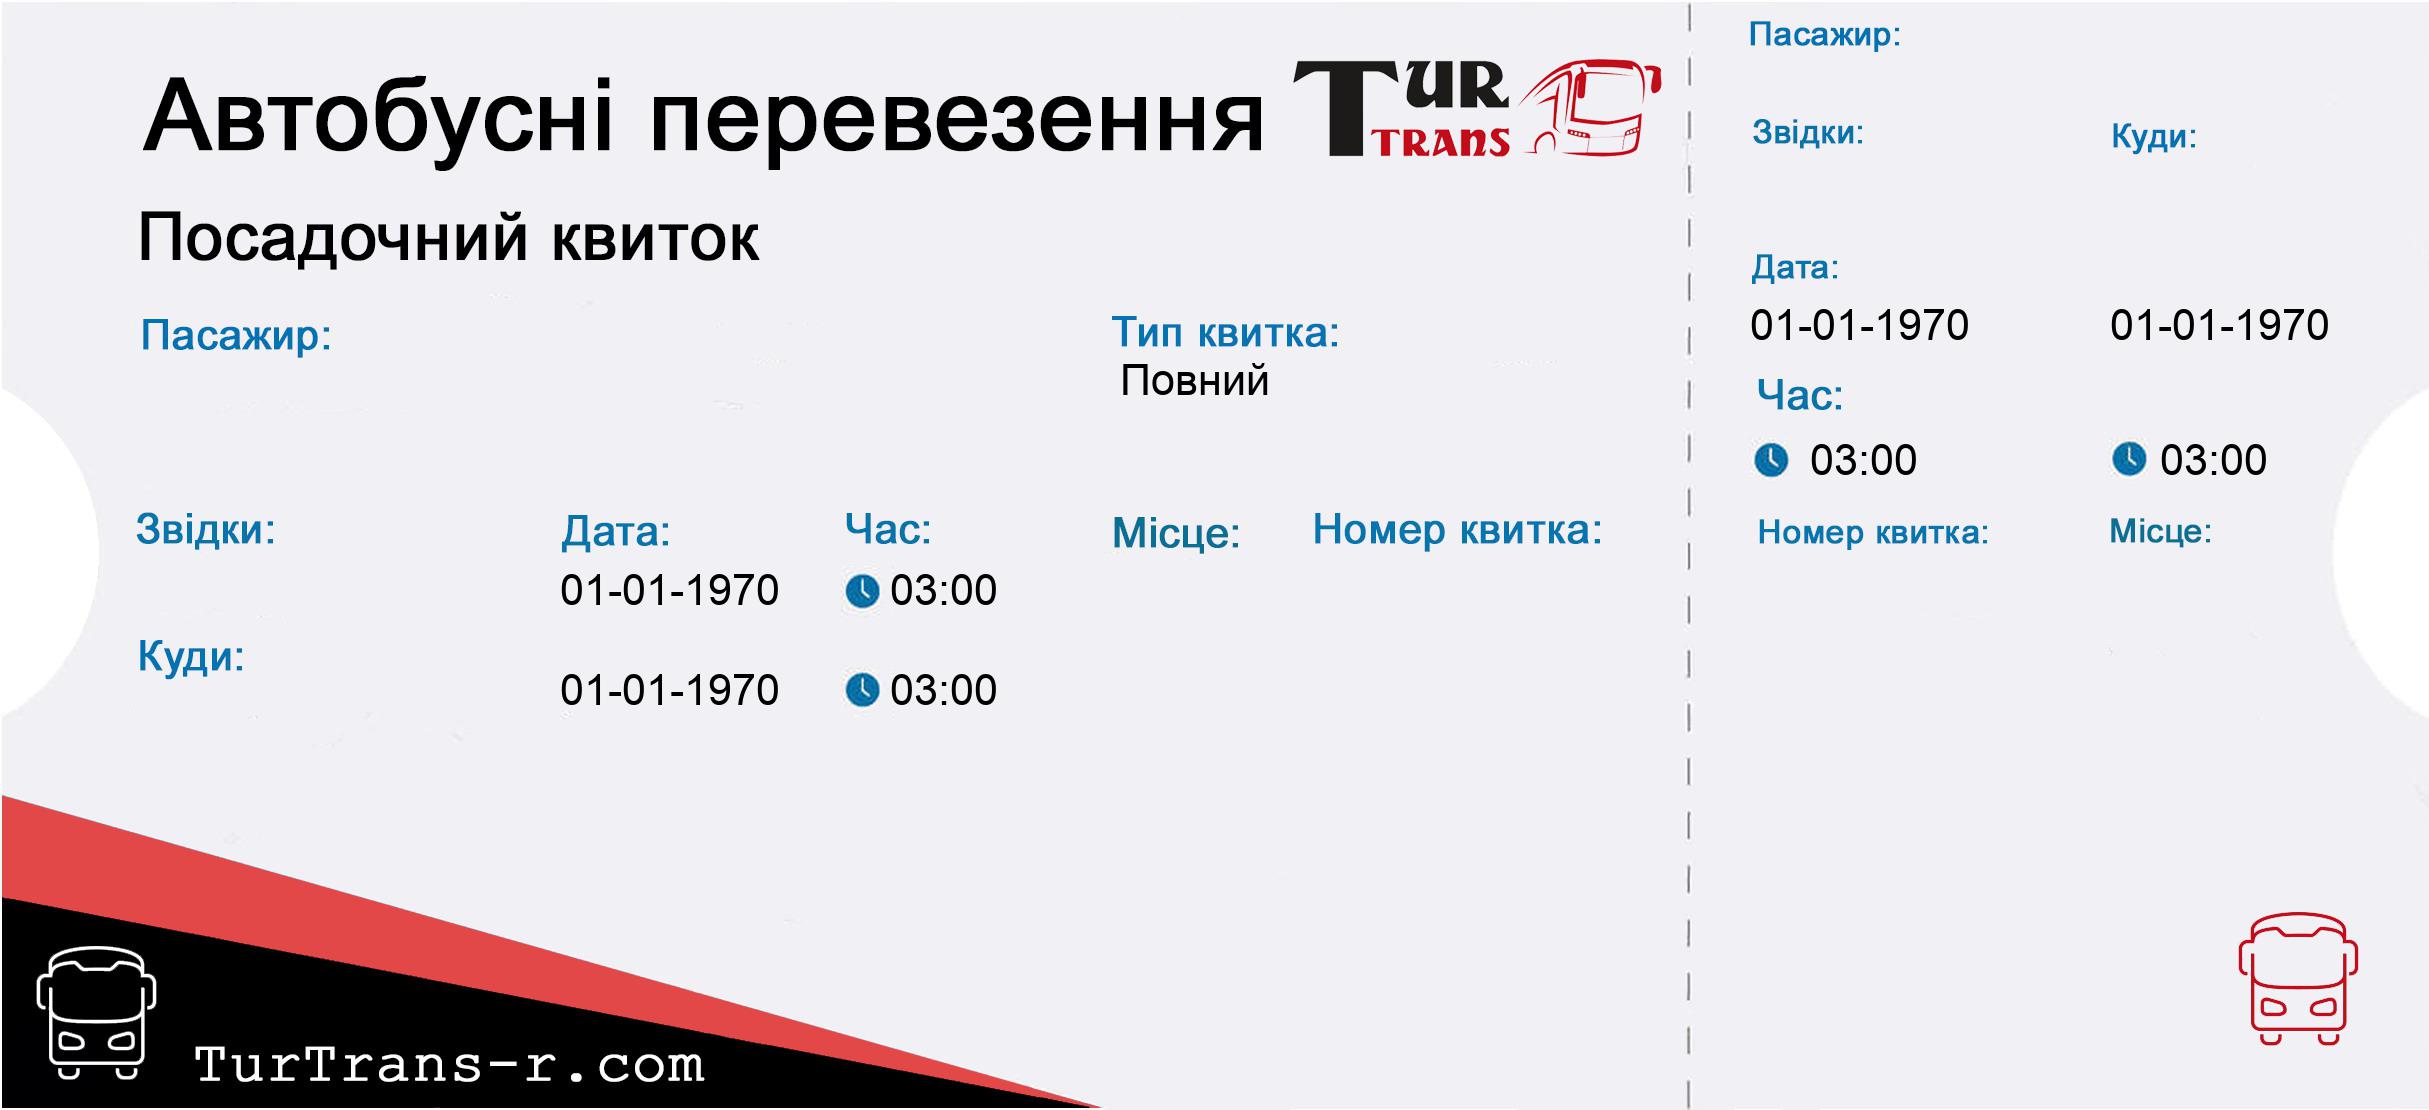 Автобусні перевезення
TUR
TRANS
Посадочний квиток
Пасажир:
Тип квитка:
Повний
Звідки:
Дата:
Час:
Місце:
Номер квитка:
01-01-1970
03:00
Куди:
01-01-1970
03:00
TurTrans-r.com
Пасажир:
Звідки:
Куди:
Дата:
01-01-1970
01-01-1970
Час:
03:00
03:00
Номер квитка:
Місце: